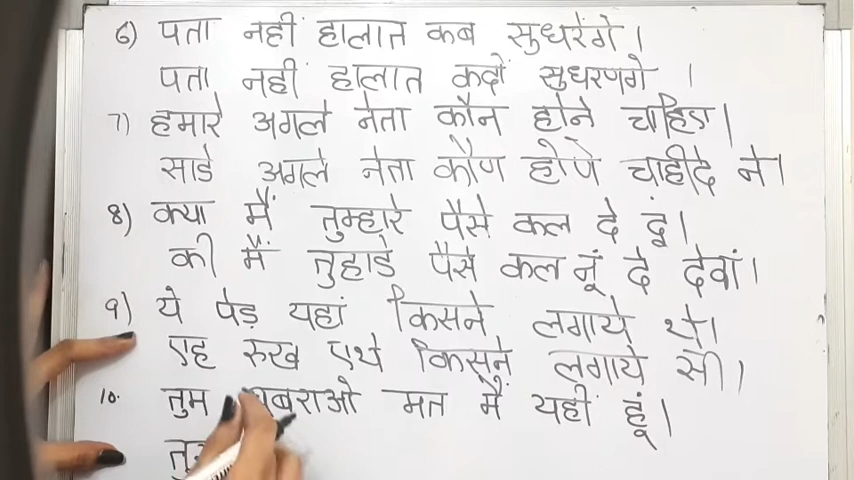 6) पता नहीं हालात कब सुधरेंगे ।
पता नहीं हालात कदों सुधरणगे ।
7) हमारे अगले नेता कौन होने चाहिए।
साडे अगले नेता कौण होणे चाहीदे ने।
8) क्या मैं तुम्हारे पैसे कल दे दूं।
की मैं तुहाडे पैसे कल नूं दे देवां।
9) ये पेड़ यहां किसने लगाये थे।
एह रुख एथे किसने लगाये सी।
10. तुम घबराओ मत मैं यहीं हूं।